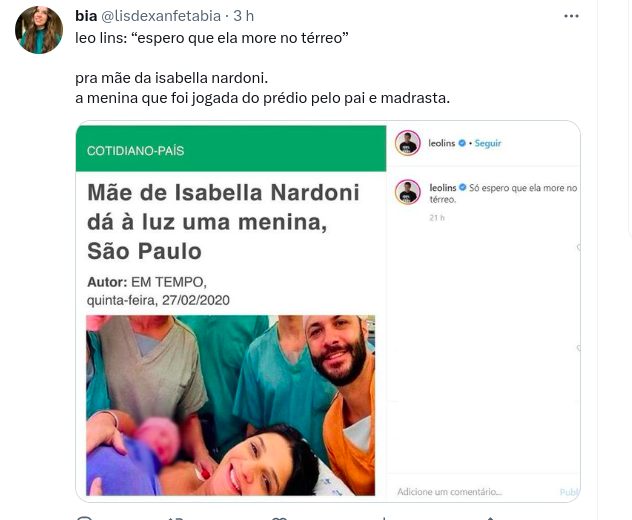 bia @lisdexanfetabia · 3 h
leo lins: “espero que ela more no térreo”
pra mãe da isabella nardoni.
a menina que foi jogada do prédio pelo pai e madrasta.
COTIDIANO-PAÍS
Mãe de Isabella Nardoni
dá à luz uma menina,
São Paulo
Autor: EM TEMPO,
quinta-feira, 27/02/2020
leolins • Seguir
leolins Só espero que ela more no
térreo.
21 h
Adicione um comentário...
Publ